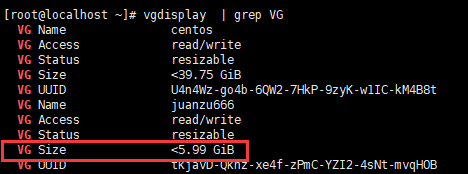 [root@localhost ~]# vgdisplay  | grep VG
  VG Name               centos
  VG Access             read/write
  VG Status             resizable
  VG Size               <39.75 GiB
  VG UUID               U4n4Wz-go4b-6QW2-7HkP-9zyK-w1IC-kM4B8t
  VG Name               juanzu666
  VG Access             read/write
  VG Status             resizable
  VG Size               <5.99 GiB
  VG UUID               tkjavD-Qknz-xe4f-zPmC-YZI2-4sNt-mvqHOB